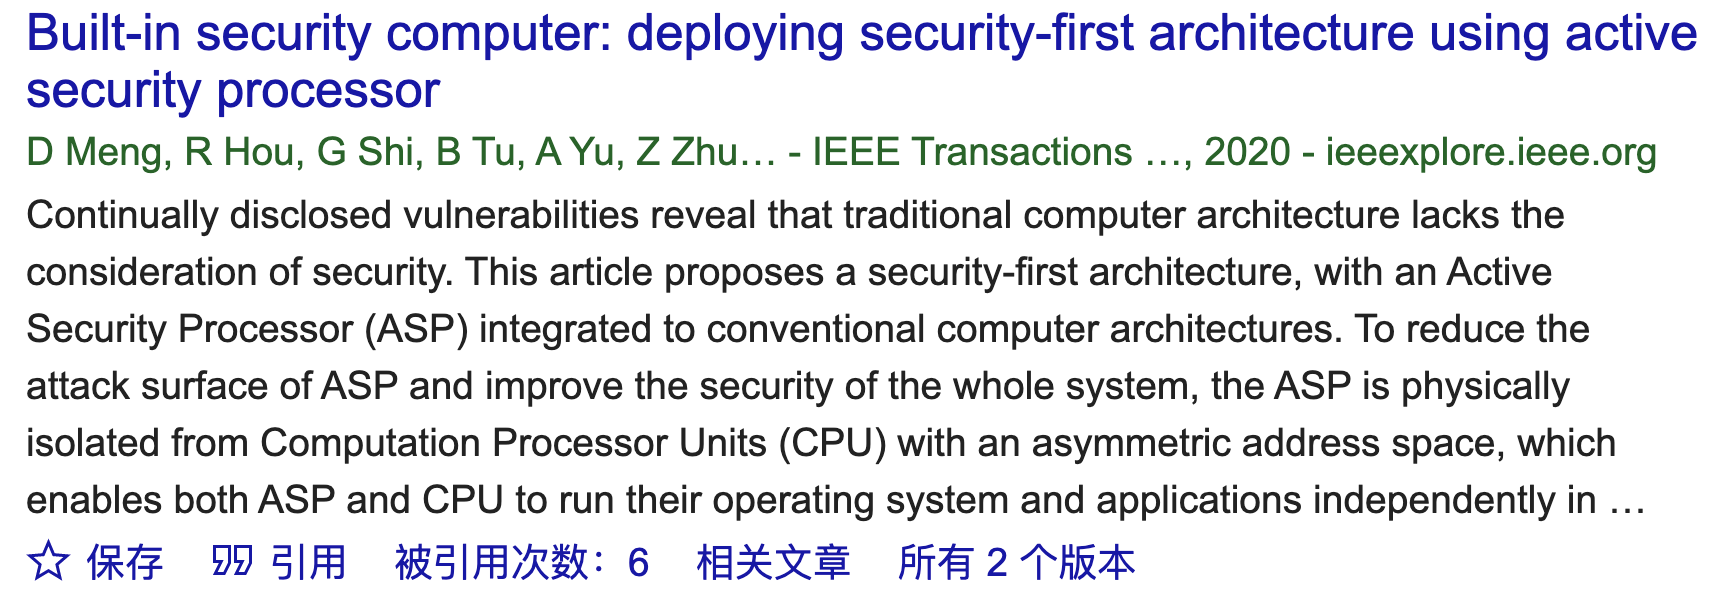 Built-in security computer: deploying security-first architecture using active
security processor
D Meng, R Hou, G Shi, B Tu, A Yu, Z Zhu… - IEEE Transactions …, 2020 - ieeexplore.ieee.org
Continually disclosed vulnerabilities reveal that traditional computer architecture lacks the
consideration of security. This article proposes a security-first architecture, with an Active
Security Processor (ASP) integrated to conventional computer architectures. To reduce the
attack surface of ASP and improve the security of the whole system, the ASP is physically
isolated from Computation Processor Units (CPU) with an asymmetric address space, which
enables both ASP and CPU to run their operating system and applications independently in …
保存 引用 被引用次数：6 相关文章 所有 2 个版本